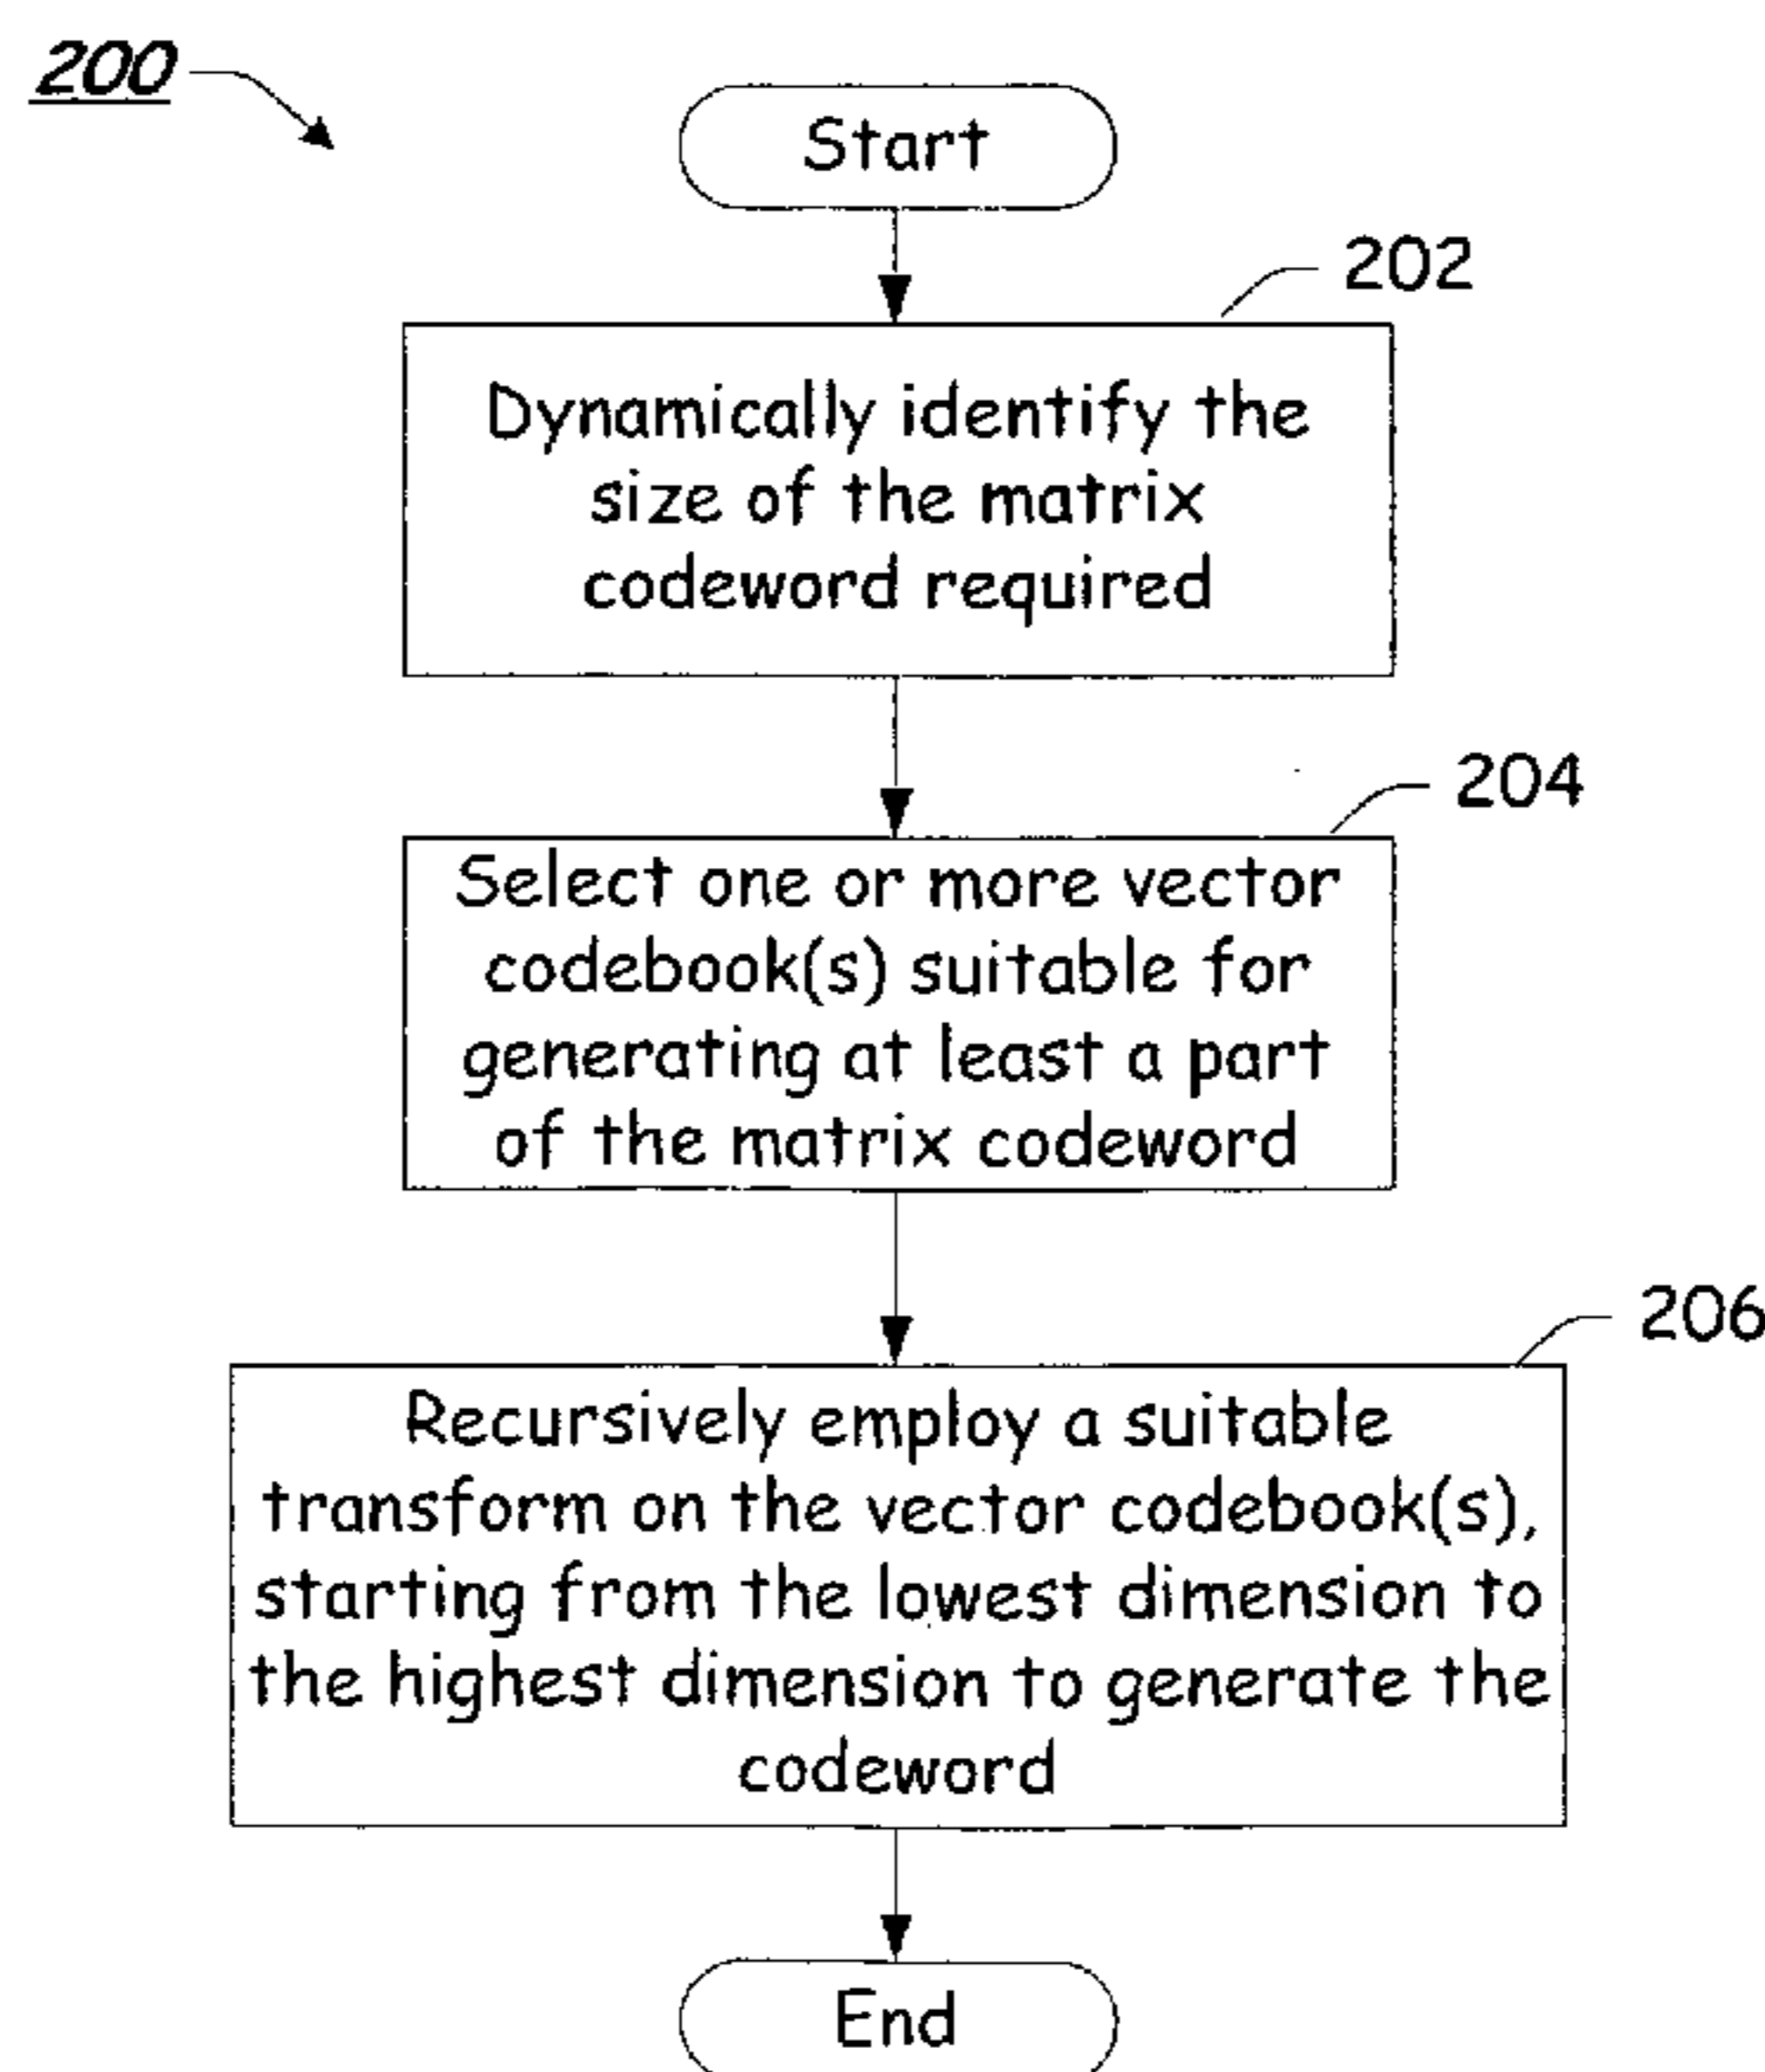 200
Start
202
Dynamically identify the
size of the matrix
codeword required
204
Select one or more vector
codebook(s) suitable for
generating at least a part
of the matrix codeword
206
Recursively employ a suitable
transform on the vector codebook(s),
starting from the lowest dimension to
the highest dimension to generate the
codeword
End